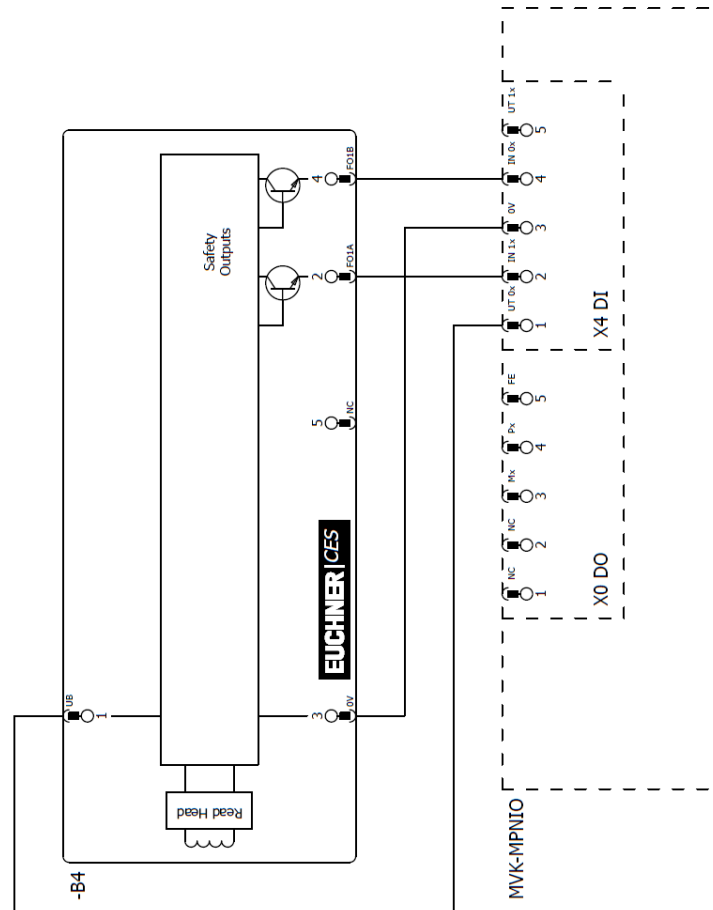 UT 1x
5
IN 0x
4
0V
3
IN 1x
2
UT 0x
1
X4 DI
FE
5
Px
4
Mx
3
NC
2
NC
1
X0 DO
MVK-MPNIO
Safety
Outputs
4
FO1B
2
FO1A
5
NC
EUCHNER CES
UB
1
3
0V
Read Head
-B4